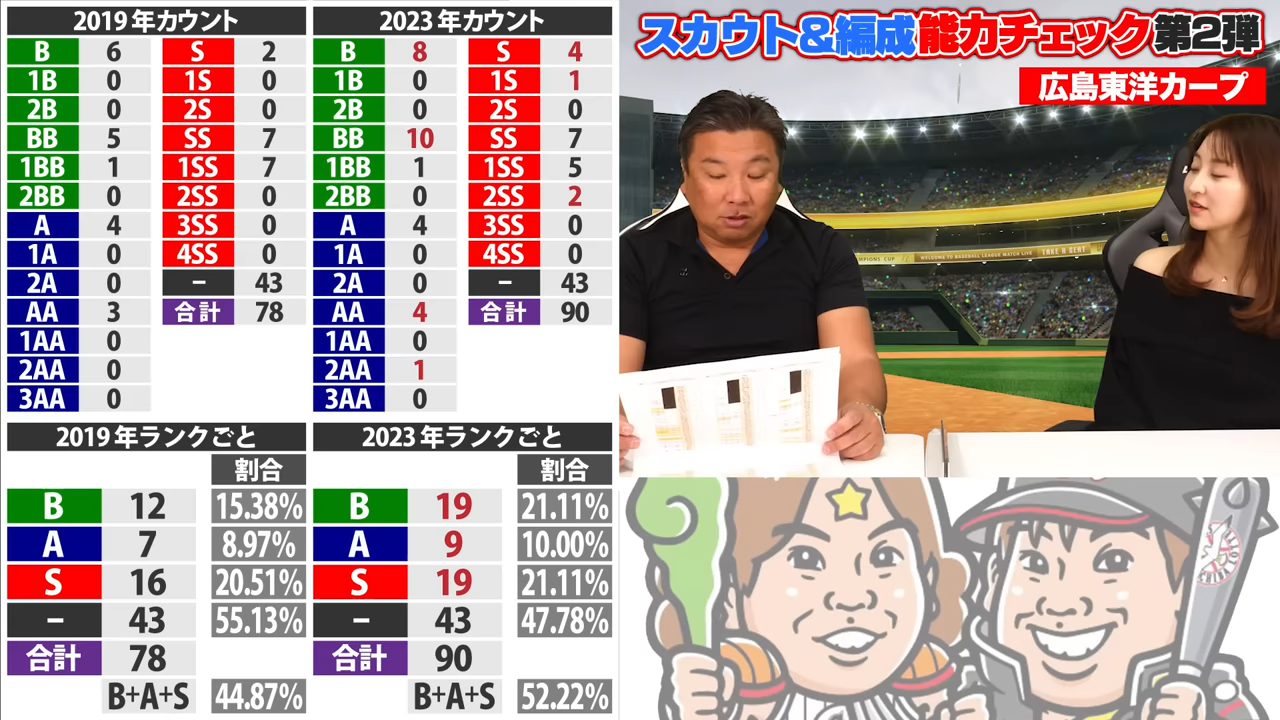 2019年カウント
B 6 S 2
1B 0 1S 0
2B 0 2S 0
BB 5 SS 7
1BB 1 1SS 7
2BB 0 2SS 0
A 4 3SS 0
1A 0 4SS 0
2A 0 － 43
AA 3 合計 78
1AA 0
2AA 0
3AA 0
2023年カウント
B 8 S 4
1B 0 1S 1
2B 0 2S 0
BB 10 SS 7
1BB 1 1SS 5
2BB 0 2SS 2
A 4 3SS 0
1A 0 4SS 0
2A 0 － 43
AA 4 合計 90
1AA 0
2AA 1
3AA 0
2019年ランクごと
割合
B 12 15.38%
A 7 8.97%
S 16 20.51%
－ 43 55.13%
合計 78
B+A+S 44.87%
2023年ランクごと
割合
B 19 21.11%
A 9 10.00%
S 19 21.11%
－ 43 47.78%
合計 90
B+A+S 52.22%
スカウト&編成能力チェック第2弾
広島東洋カープ
WELCOME TO BASEBALL LEAGUE MATCH LIVE
TAKE A SEAT